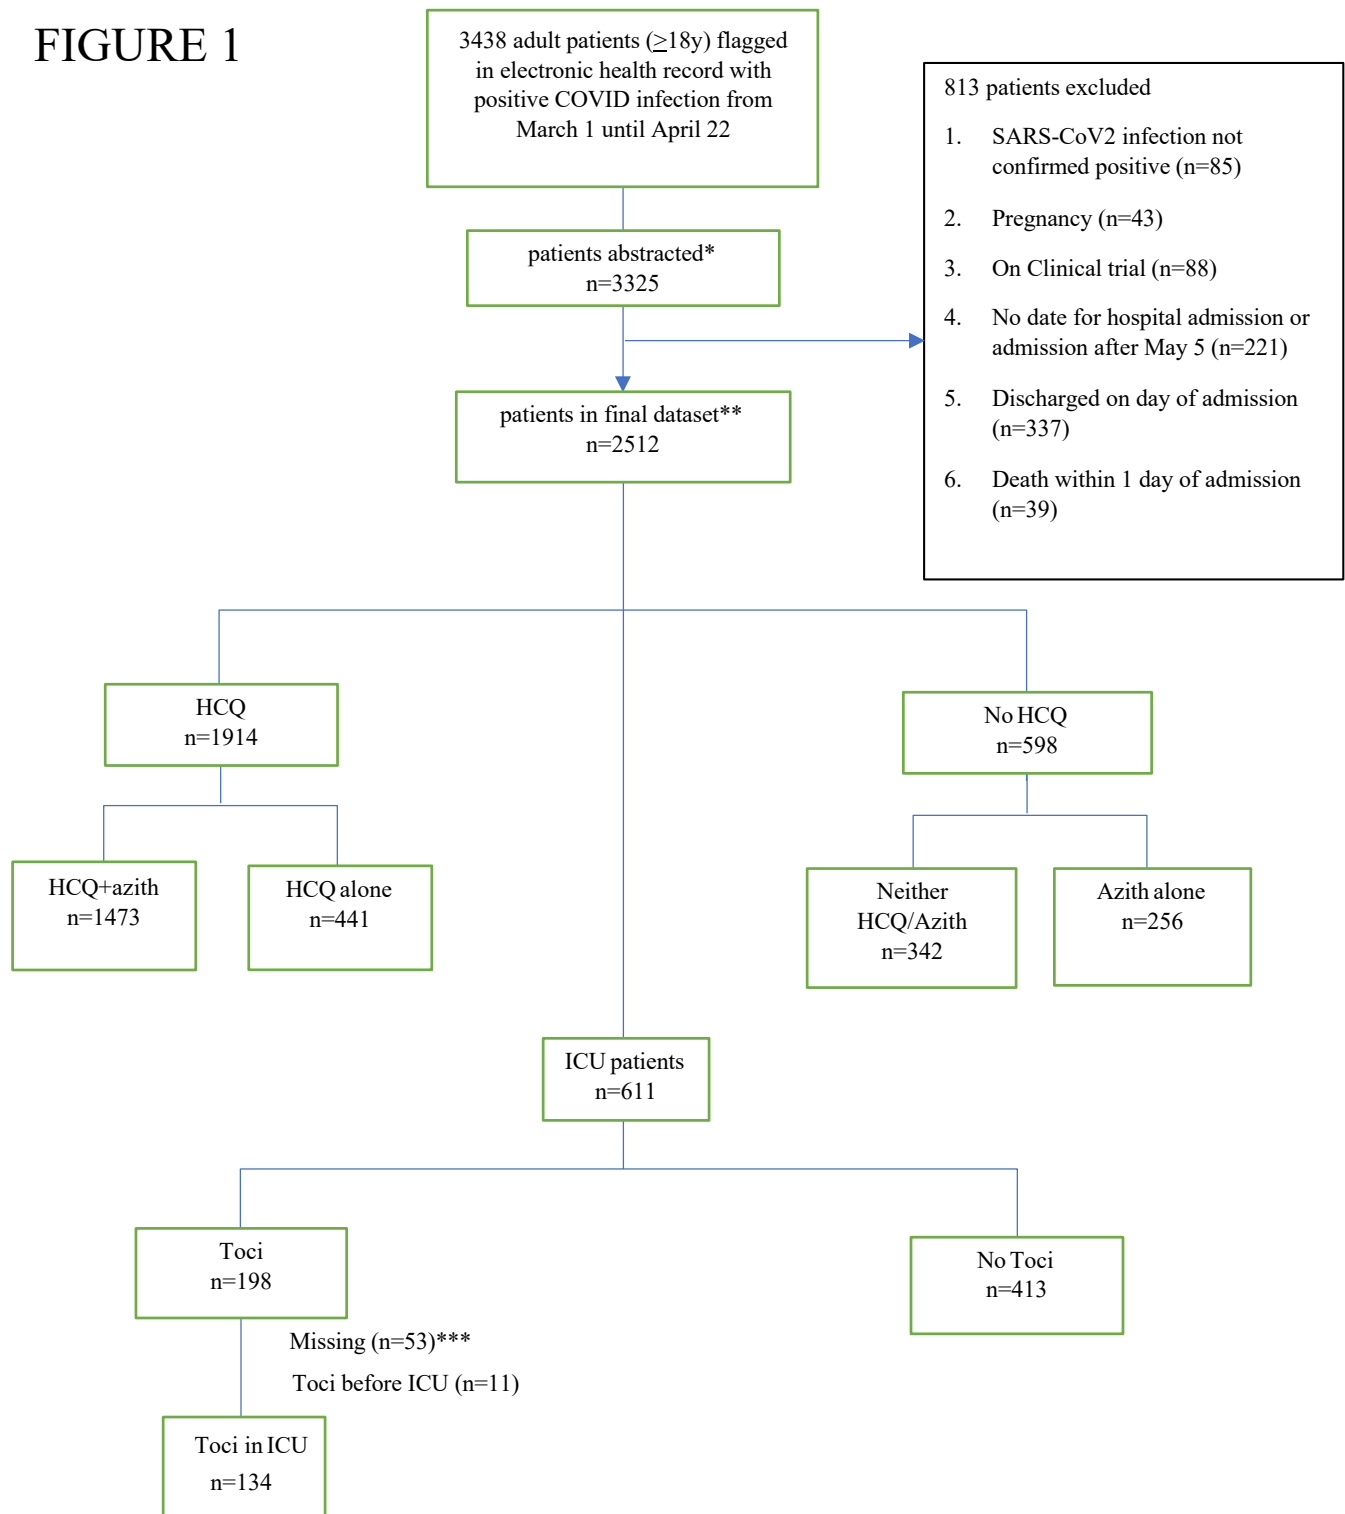 FIGURE 1
3438 adult patients (≥18y) flagged
in electronic health record with
positive COVID infection from
March 1 until April 22
813 patients excluded
1. SARS-CoV2 infection not
confirmed positive (n=85)
2. Pregnancy (n=43)
3. On Clinical trial (n=88)
4. No date for hospital admission or
admission after May 5 (n=221)
5. Discharged on day of admission
(n=337)
6. Death within 1 day of admission
(n=39)
patients abstracted*
n=3325
patients in final dataset**
n=2512
HCQ
n=1914
No HCQ
n=598
HCQ+azith
n=1473
HCQ alone
n=441
Neither
HCQ/Azith
n=342
Azith alone
n=256
ICU patients
n=611
Toci
n=198
No Toci
n=413
Missing (n=53)***
Toci before ICU (n=11)
Toci in ICU
n=134